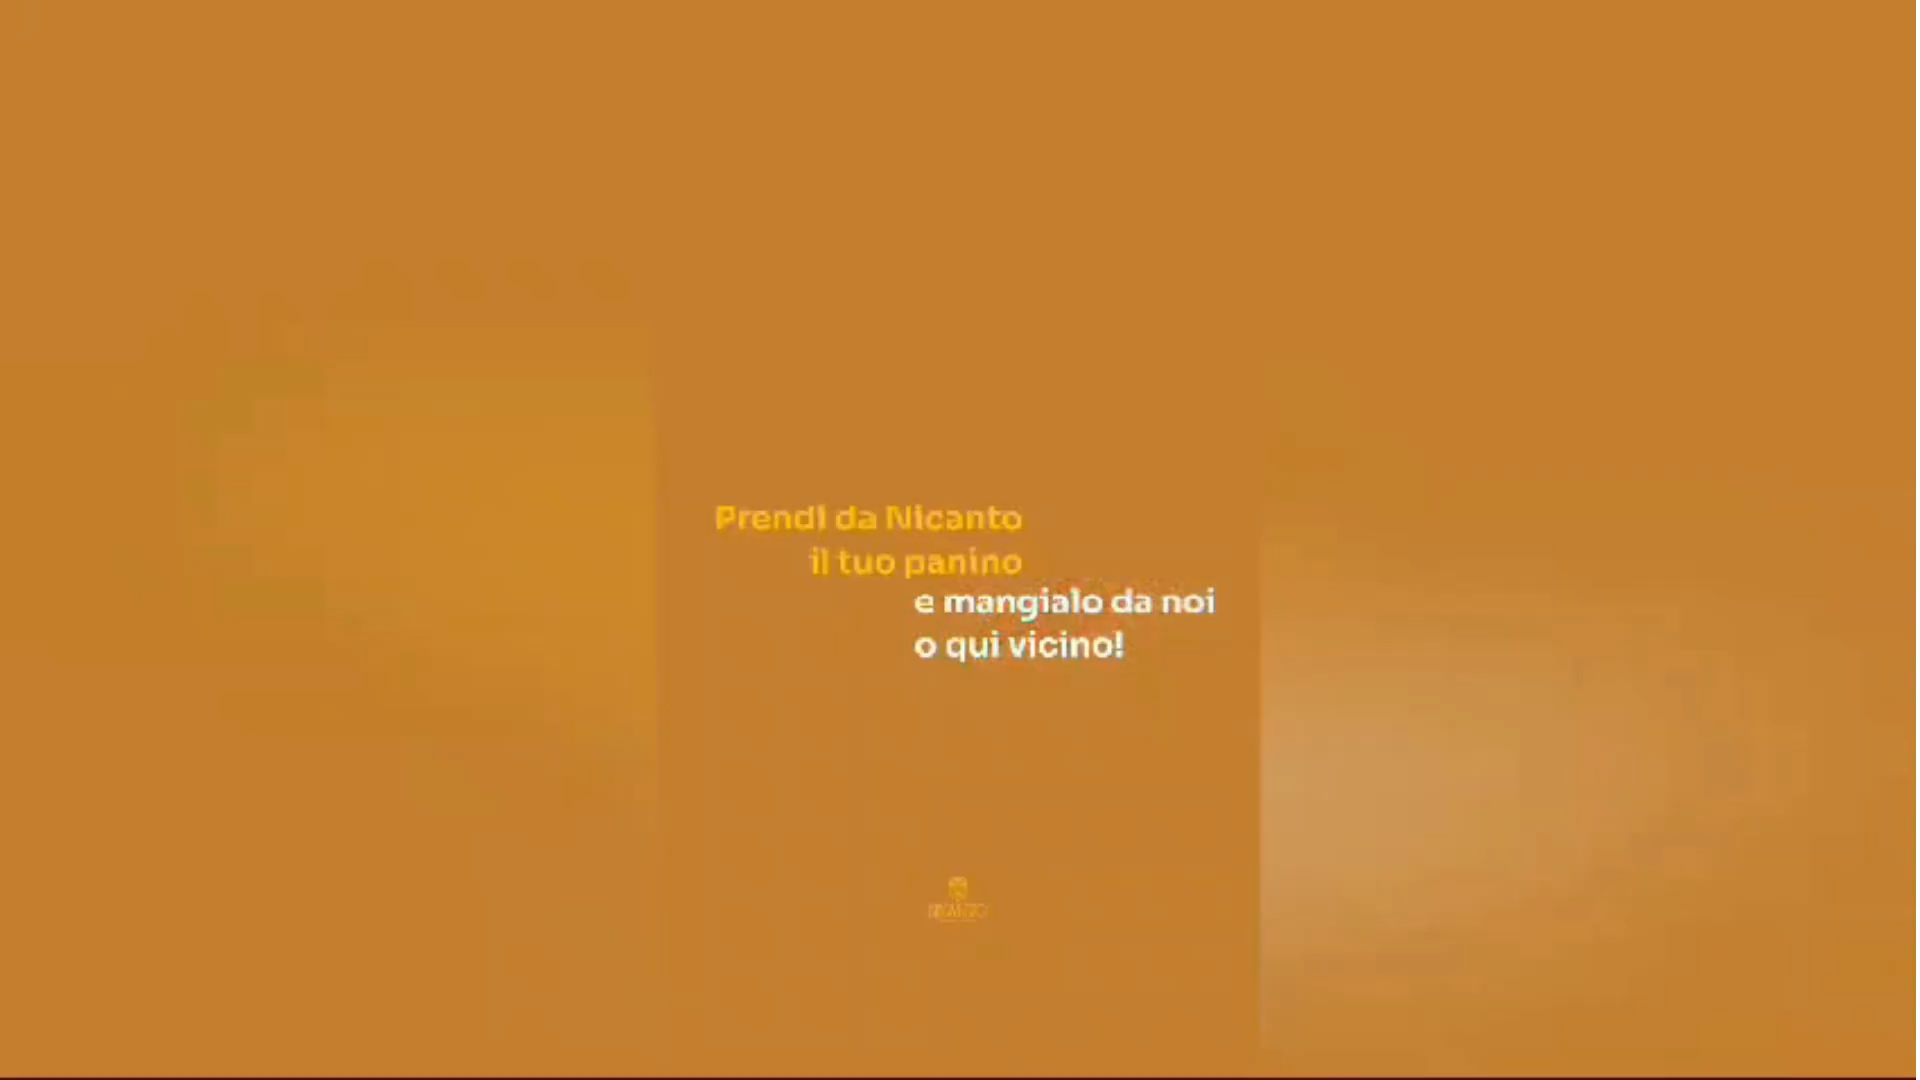 Prendi da Nicanto
il tuo panino
e mangialo da noi
o qui vicino!